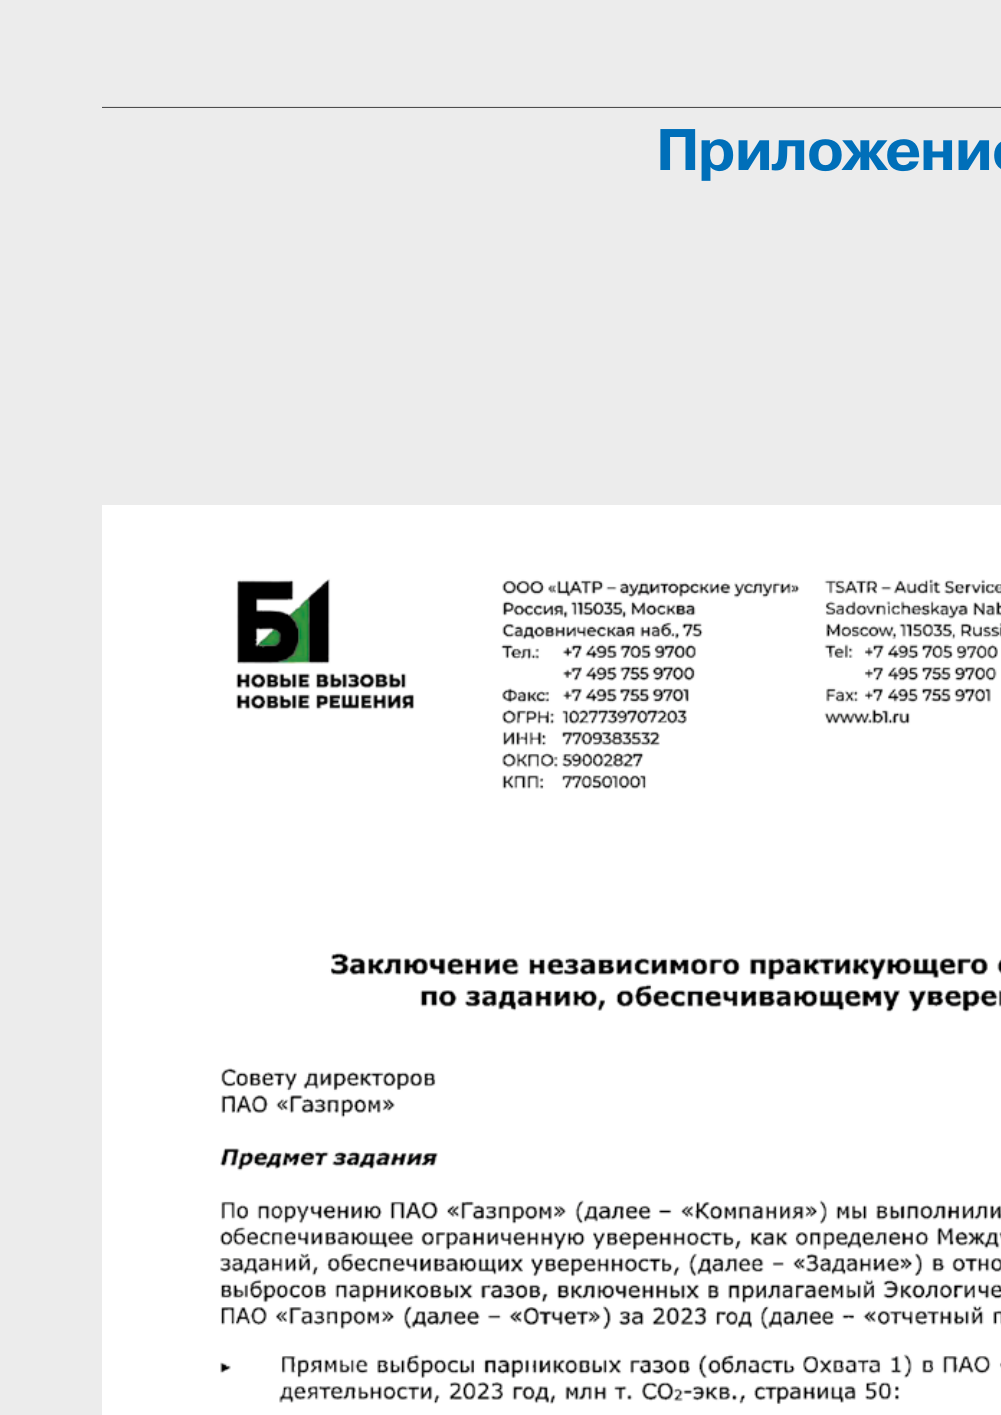 Приложение
Б1
НОВЫЕ ВЫЗОВЫ
НОВЫЕ РЕШЕНИЯ
ООО «ЦАТР – аудиторские услуги»
Россия, 115035, Москва
Садовническая наб., 75
Тел.: +7 495 705 9700
+7 495 755 9700
Факс: +7 495 755 9701
ОГРН: 1027739707203
ИНН: 7709383532
ОКПО: 59002827
КПП: 770501001
TSATR – Audit Service
Sadovnicheskaya Nab
Moscow, 115035, Russi
Tel: +7 495 705 9700
+7 495 755 9700
Fax: +7 495 755 9701
www.b1.ru
Заключение независимого практикующего
по заданию, обеспечивающему увере
Совету директоров
ПАО «Газпром»
Предмет задания
По поручению ПАО «Газпром» (далее – «Компания») мы выполнили
обеспечивающее ограниченную уверенность, как определено Межд
заданий, обеспечивающих уверенность, (далее – «Задание») в отно
выбросов парниковых газов, включенных в прилагаемый Экологиче
ПАО «Газпром» (далее – «Отчет») за 2023 год (далее – «отчетный п
► Прямые выбросы парниковых газов (область Охвата 1) в ПАО «
деятельности, 2023 год, млн т. CO₂-экв., страница 50: